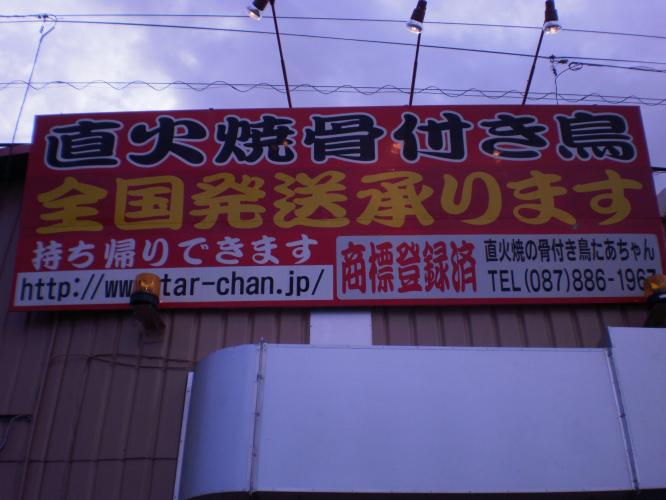 直火焼骨付き鳥
全国発送承ります
持ち帰りできます
商標登録済
直火焼の骨付き鳥たあちゃん
TEL (087)886-1967
tar-chan.jp/